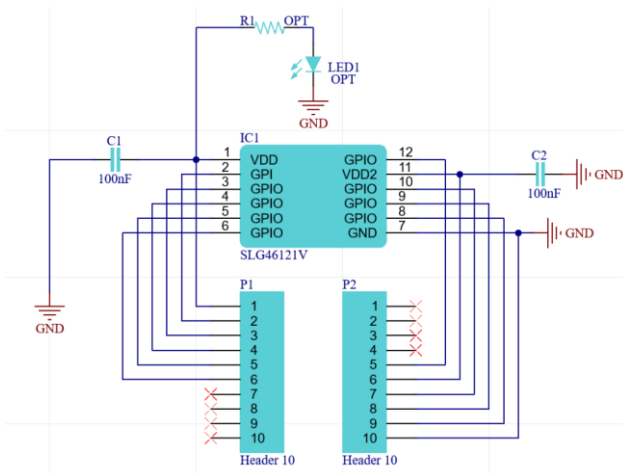 R1 OPT
LED1
OPT
GND
IC1
C1
100nF
1 VDD GPIO 12
2 GPI VDD2 11
3 GPIO GPIO 10
4 GPIO GPIO 9
5 GPIO GPIO 8
6 GPIO GND 7
SLG46121V
C2
100nF
GND
GND
GND
P1 P2
1 1
2 2
3 3
4 4
5 5
6 6
7 7
8 8
9 9
10 10
Header 10 Header 10